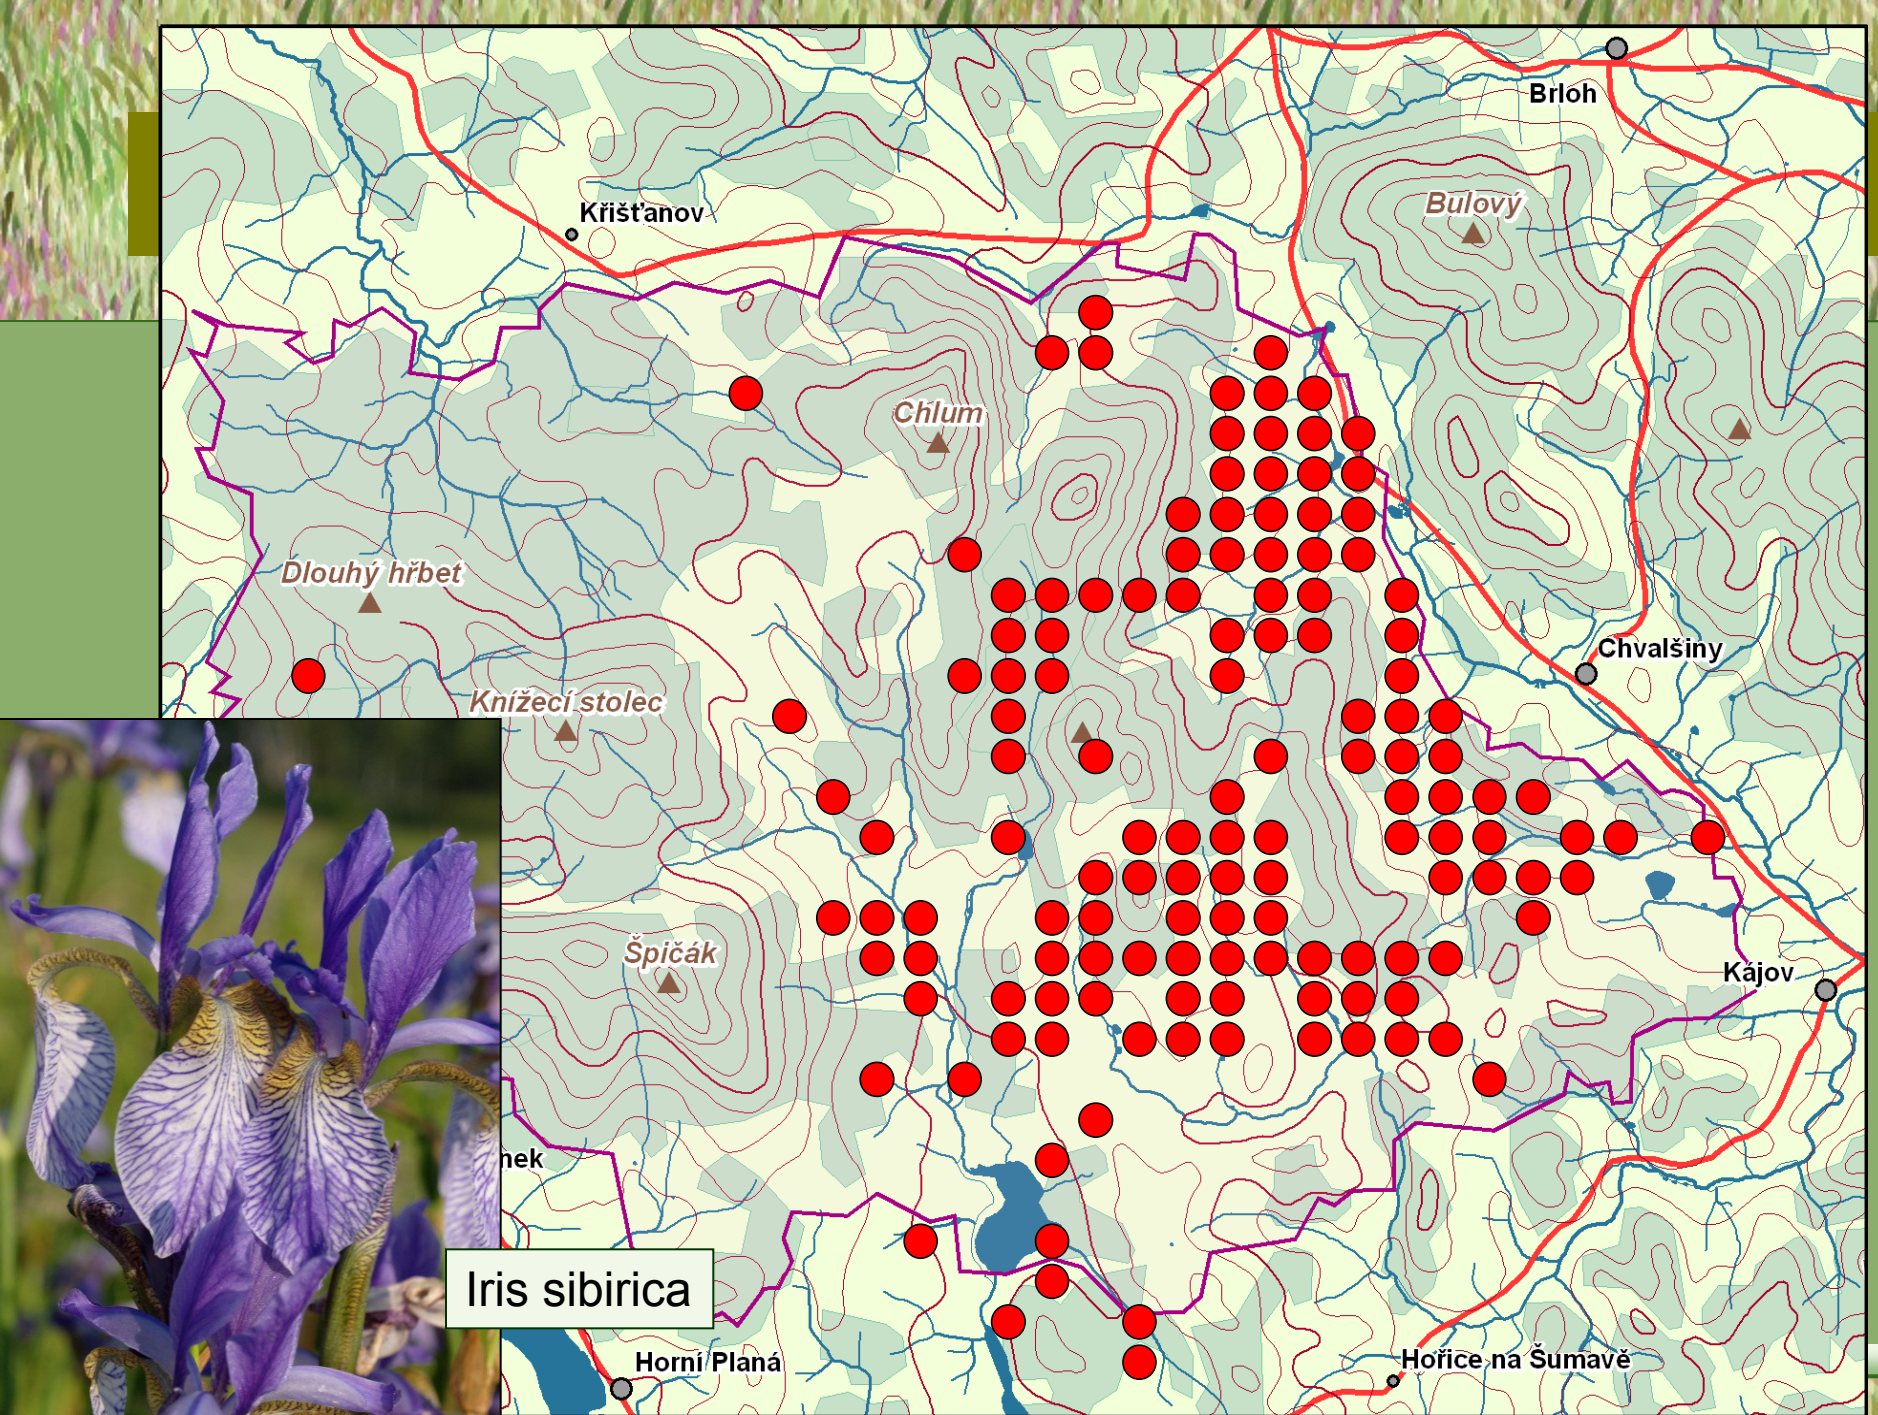 Brloh
Křišťanov
Bulový
Chlum
Dlouhý hřbet
Chvalšiny
Knížecí stolec
Špičák
Kájov
nek
Iris sibirica
Horní Planá
Hořice na Šumavě